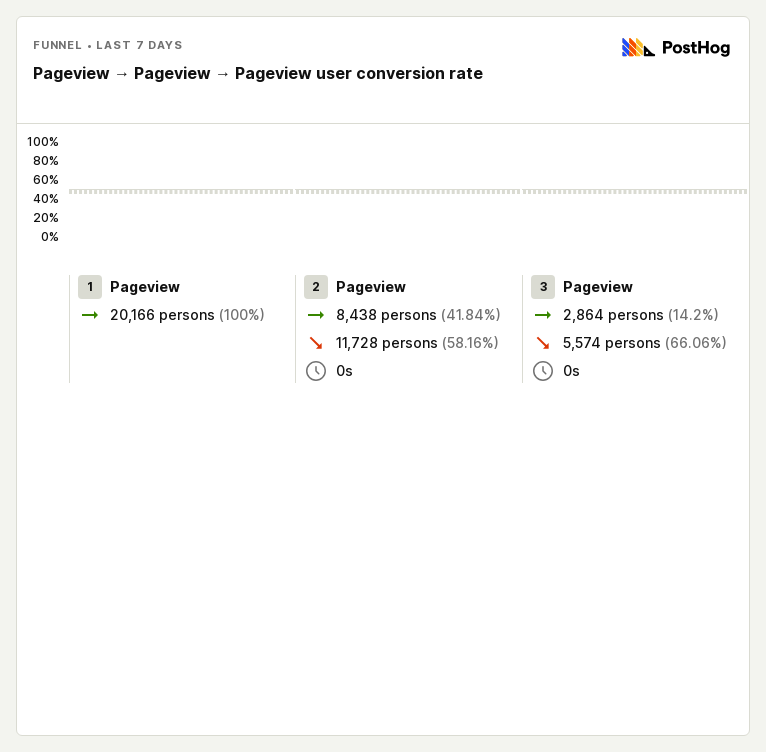 FUNNEL • LAST 7 DAYS
PostHog
Pageview → Pageview → Pageview user conversion rate
100%
80%
60%
40%
20%
0%
1 Pageview
20,166 persons (100%)
2 Pageview
8,438 persons (41.84%)
11,728 persons (58.16%)
0s
3 Pageview
2,864 persons (14.2%)
5,574 persons (66.06%)
0s